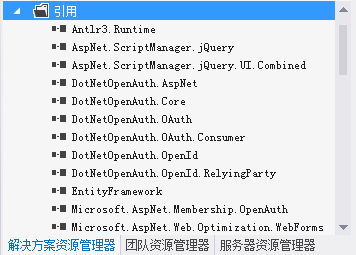 引用
Antlr3.Runtime
AspNet.ScriptManager.jQuery
AspNet.ScriptManager.jQuery.UI.Combined
DotNetOpenAuth.AspNet
DotNetOpenAuth.Core
DotNetOpenAuth.OAuth
DotNetOpenAuth.OAuth.Consumer
DotNetOpenAuth.OpenId
DotNetOpenAuth.OpenId.RelyingParty
EntityFramework
Microsoft.AspNet.Membership.OpenAuth
Microsoft.AspNet.Web.Optimization.WebForms
解决方案资源管理器 团队资源管理器 服务器资源管理器